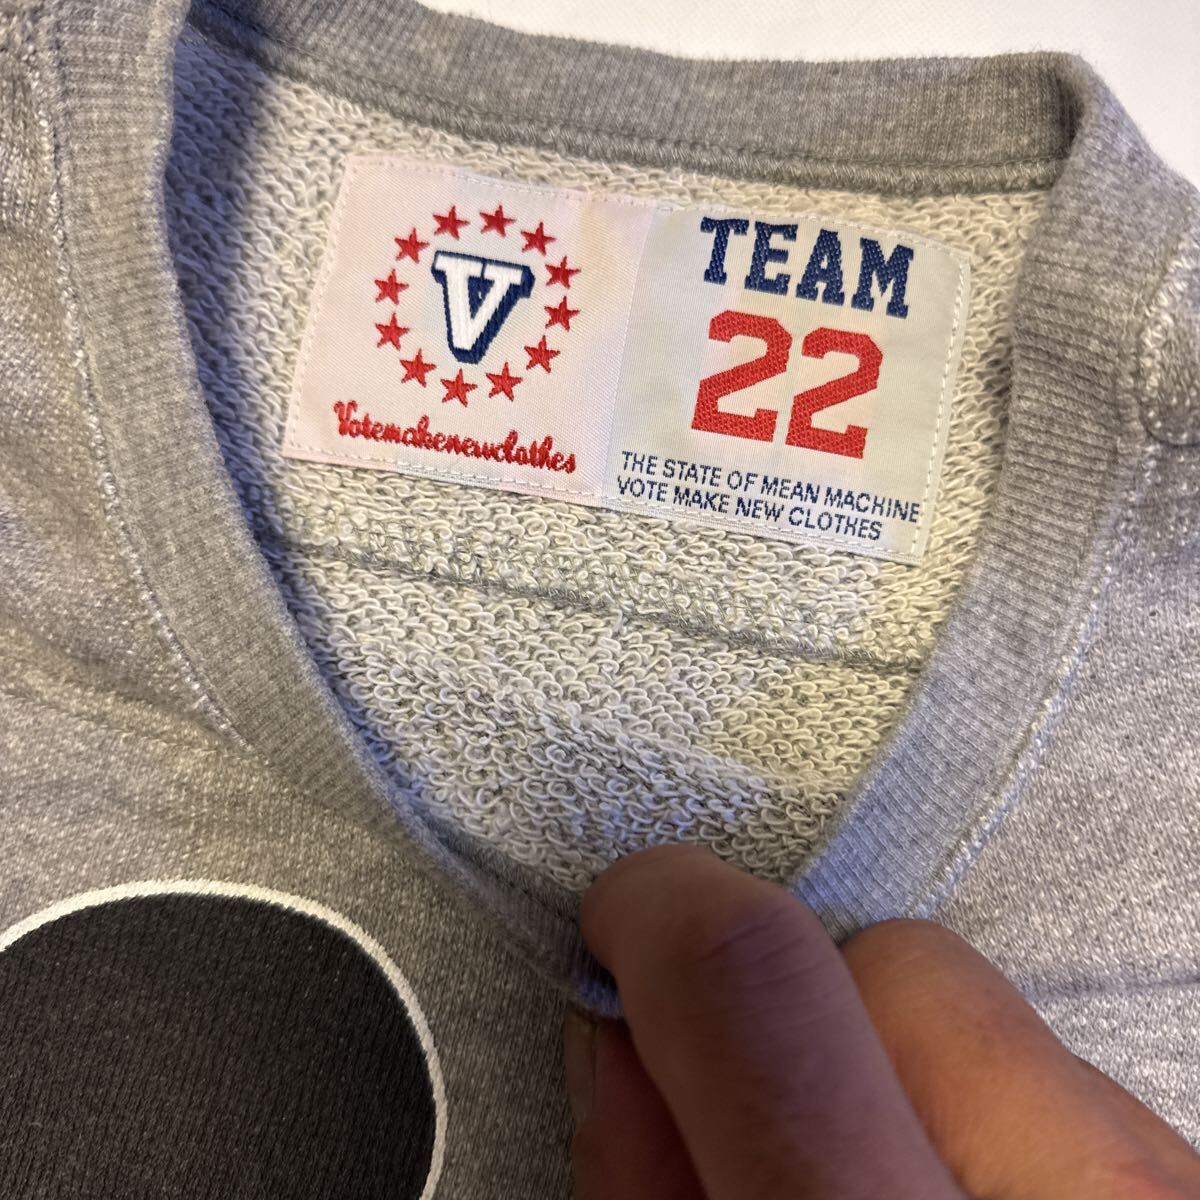 V
Votemakenewclothes
TEAM
22
THE STATE OF MEAN MACHINE
VOTE MAKE NEW CLOTHES